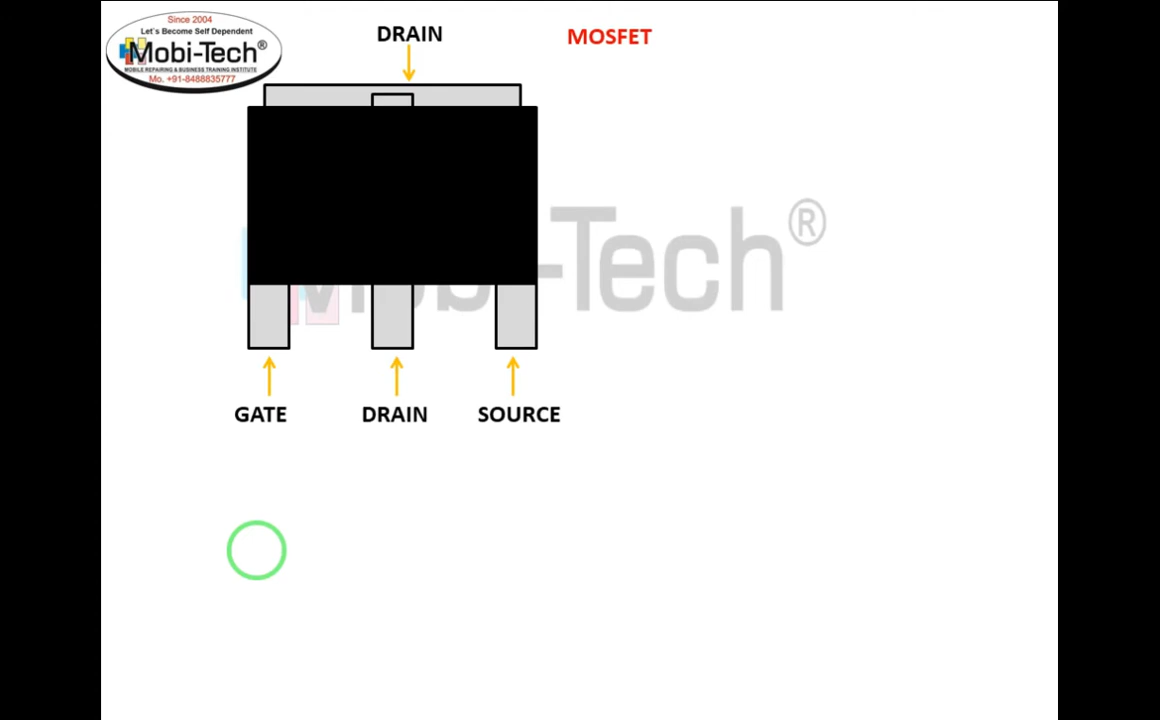 Since 2004
Let's Become Self Dependent
Mobi-Tech®
MOBILE REPAIRING & BUSINESS TRAINING INSTITUTE
Mo. +91-8488835777
DRAIN
MOSFET
Mobi-Tech®
GATE
DRAIN
SOURCE